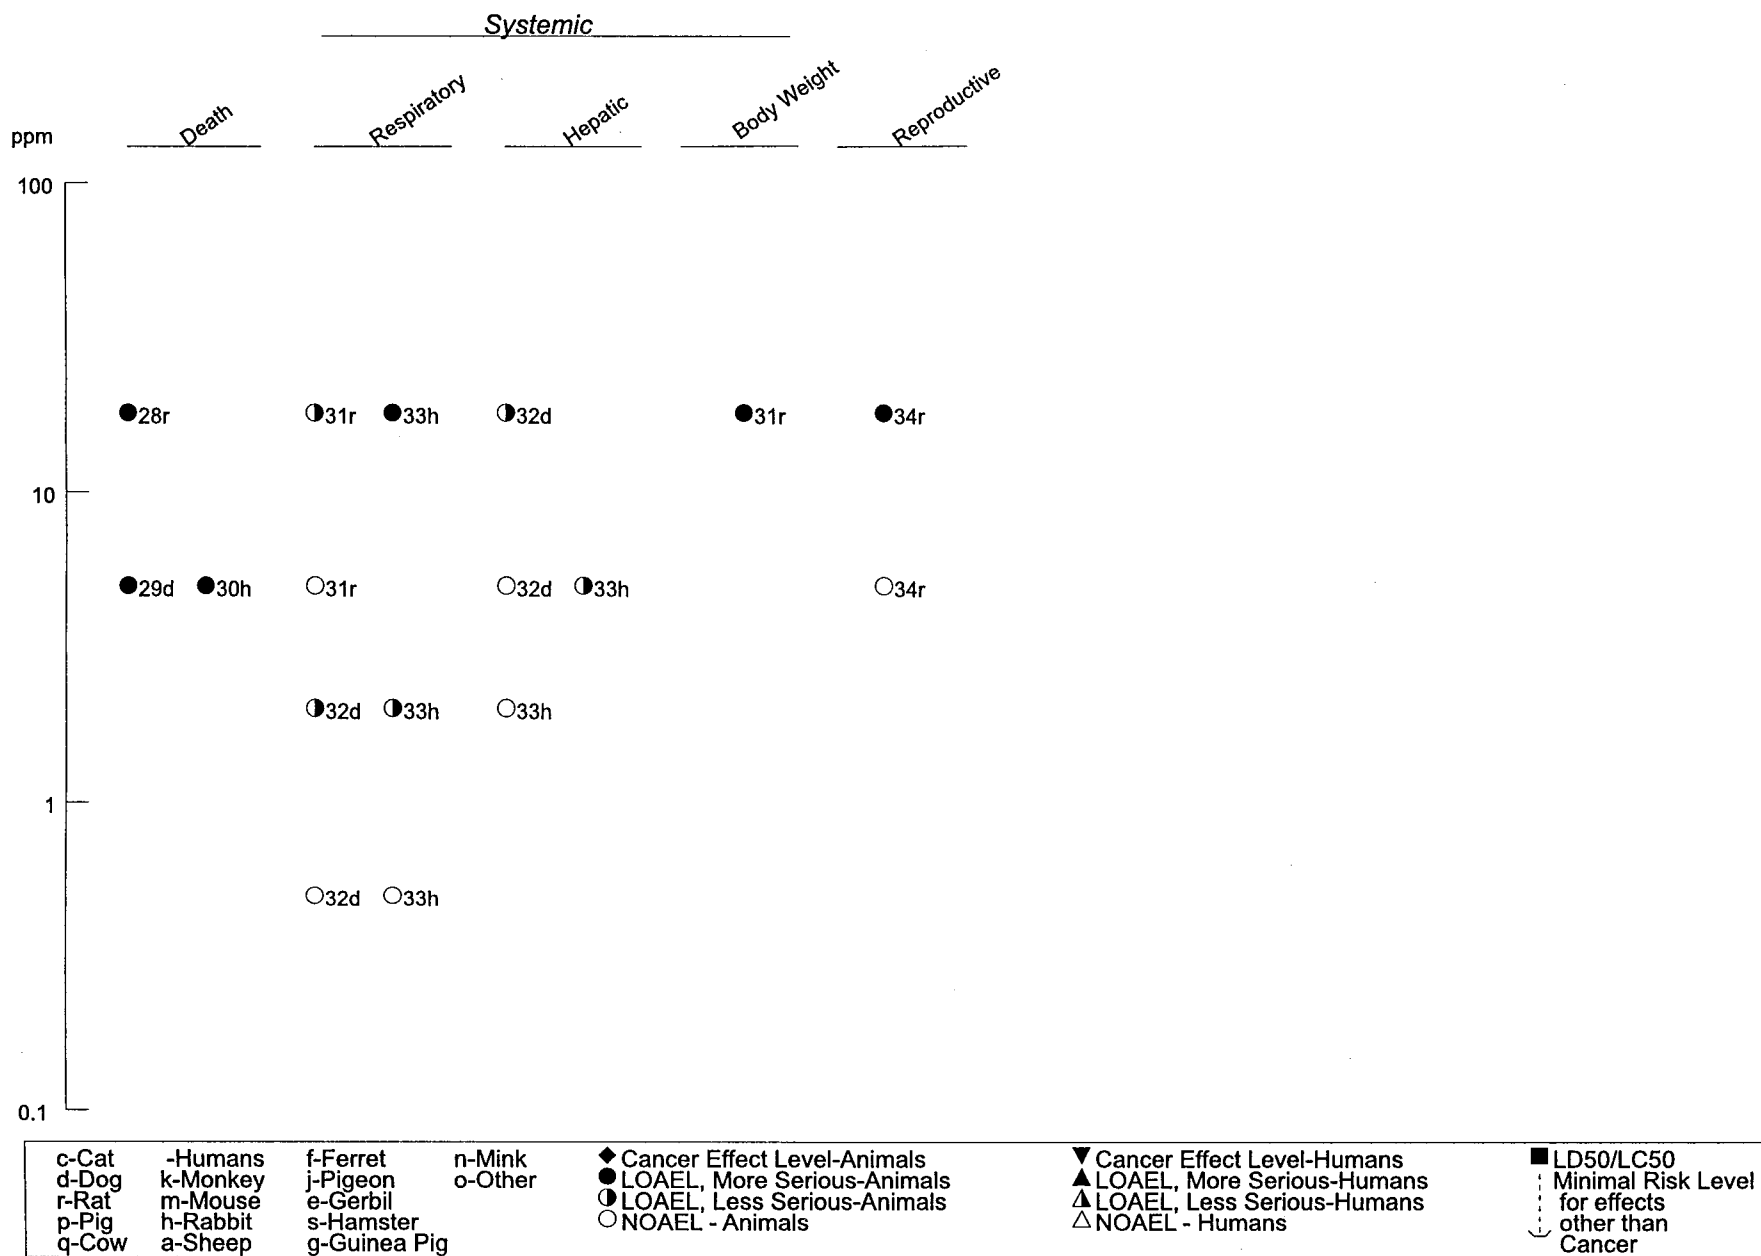 Systemic
Death Respiratory Hepatic Body Weight Reproductive
ppm
100
28r 31r 33h 32d 31r 34r
10
29d 30h 31r 32d 33h 34r
32d 33h 33h
1
32d 33h
0.1
c-Cat -Humans f-Ferret n-Mink Cancer Effect Level-Animals Cancer Effect Level-Humans LD50/LC50
d-Dog k-Monkey j-Pigeon o-Other LOAEL, More Serious-Animals LOAEL, More Serious-Humans Minimal Risk Level
r-Rat m-Mouse e-Gerbil LOAEL, Less Serious-Animals LOAEL, Less Serious-Humans for effects
p-Pig h-Rabbit s-Hamster NOAEL - Animals NOAEL - Humans other than
q-Cow a-Sheep g-Guinea Pig Cancer